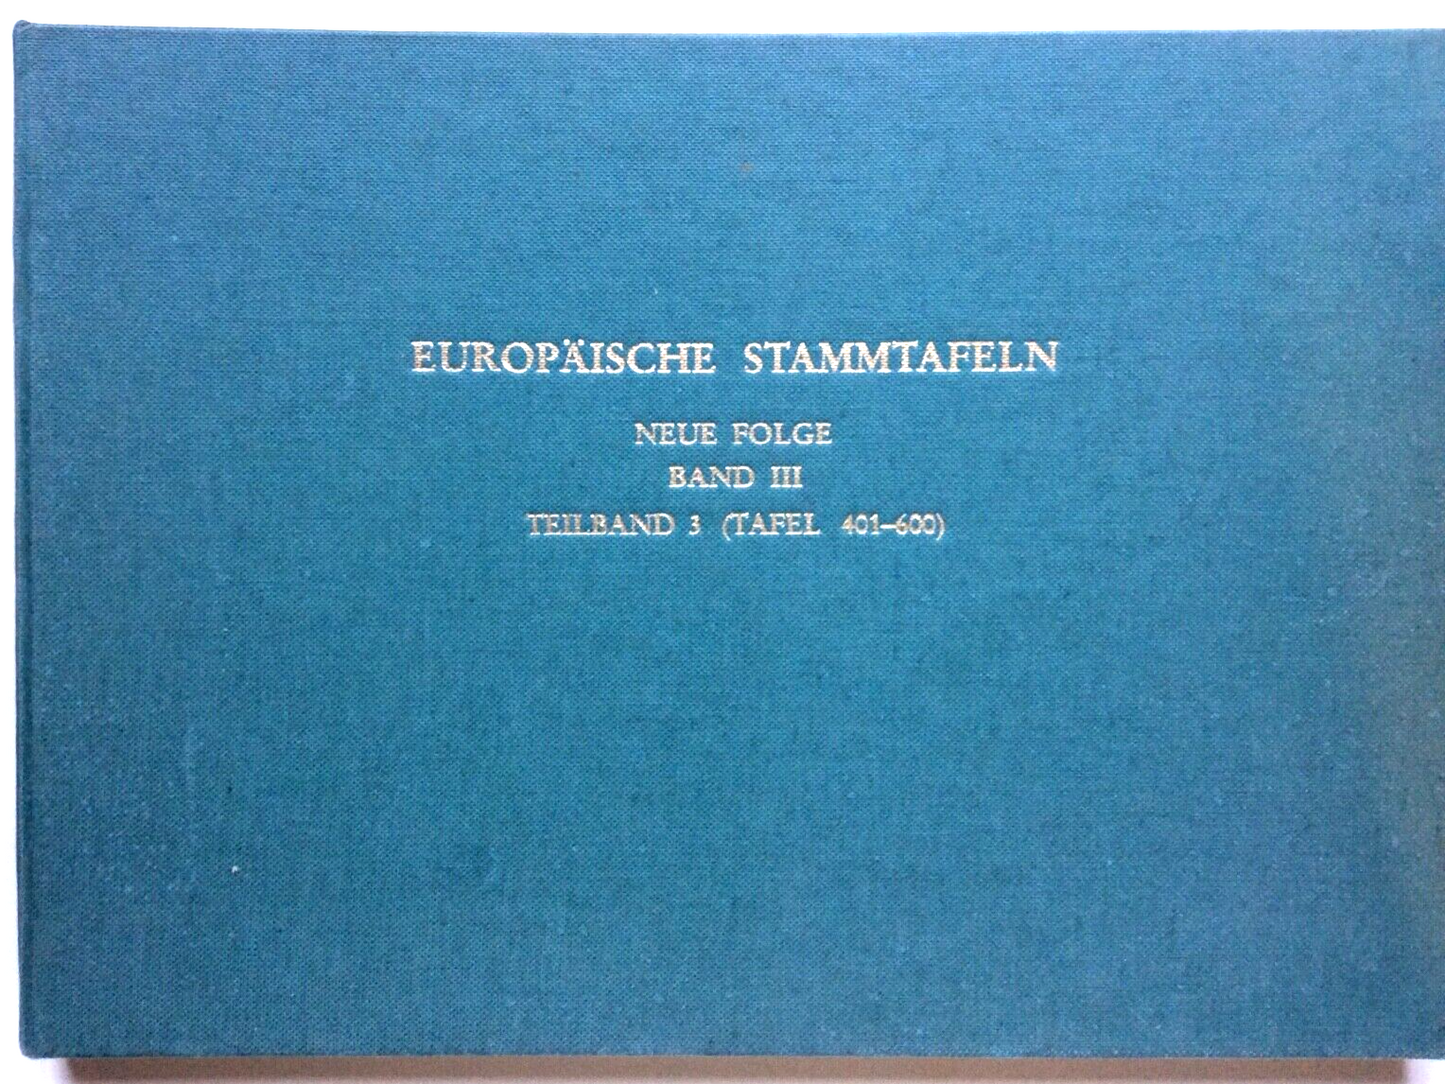 EUROPÄISCHE STAMMTAFELN
NEUE FOLGE
BAND III
TEILBAND 3 (TAFEL 401–600)